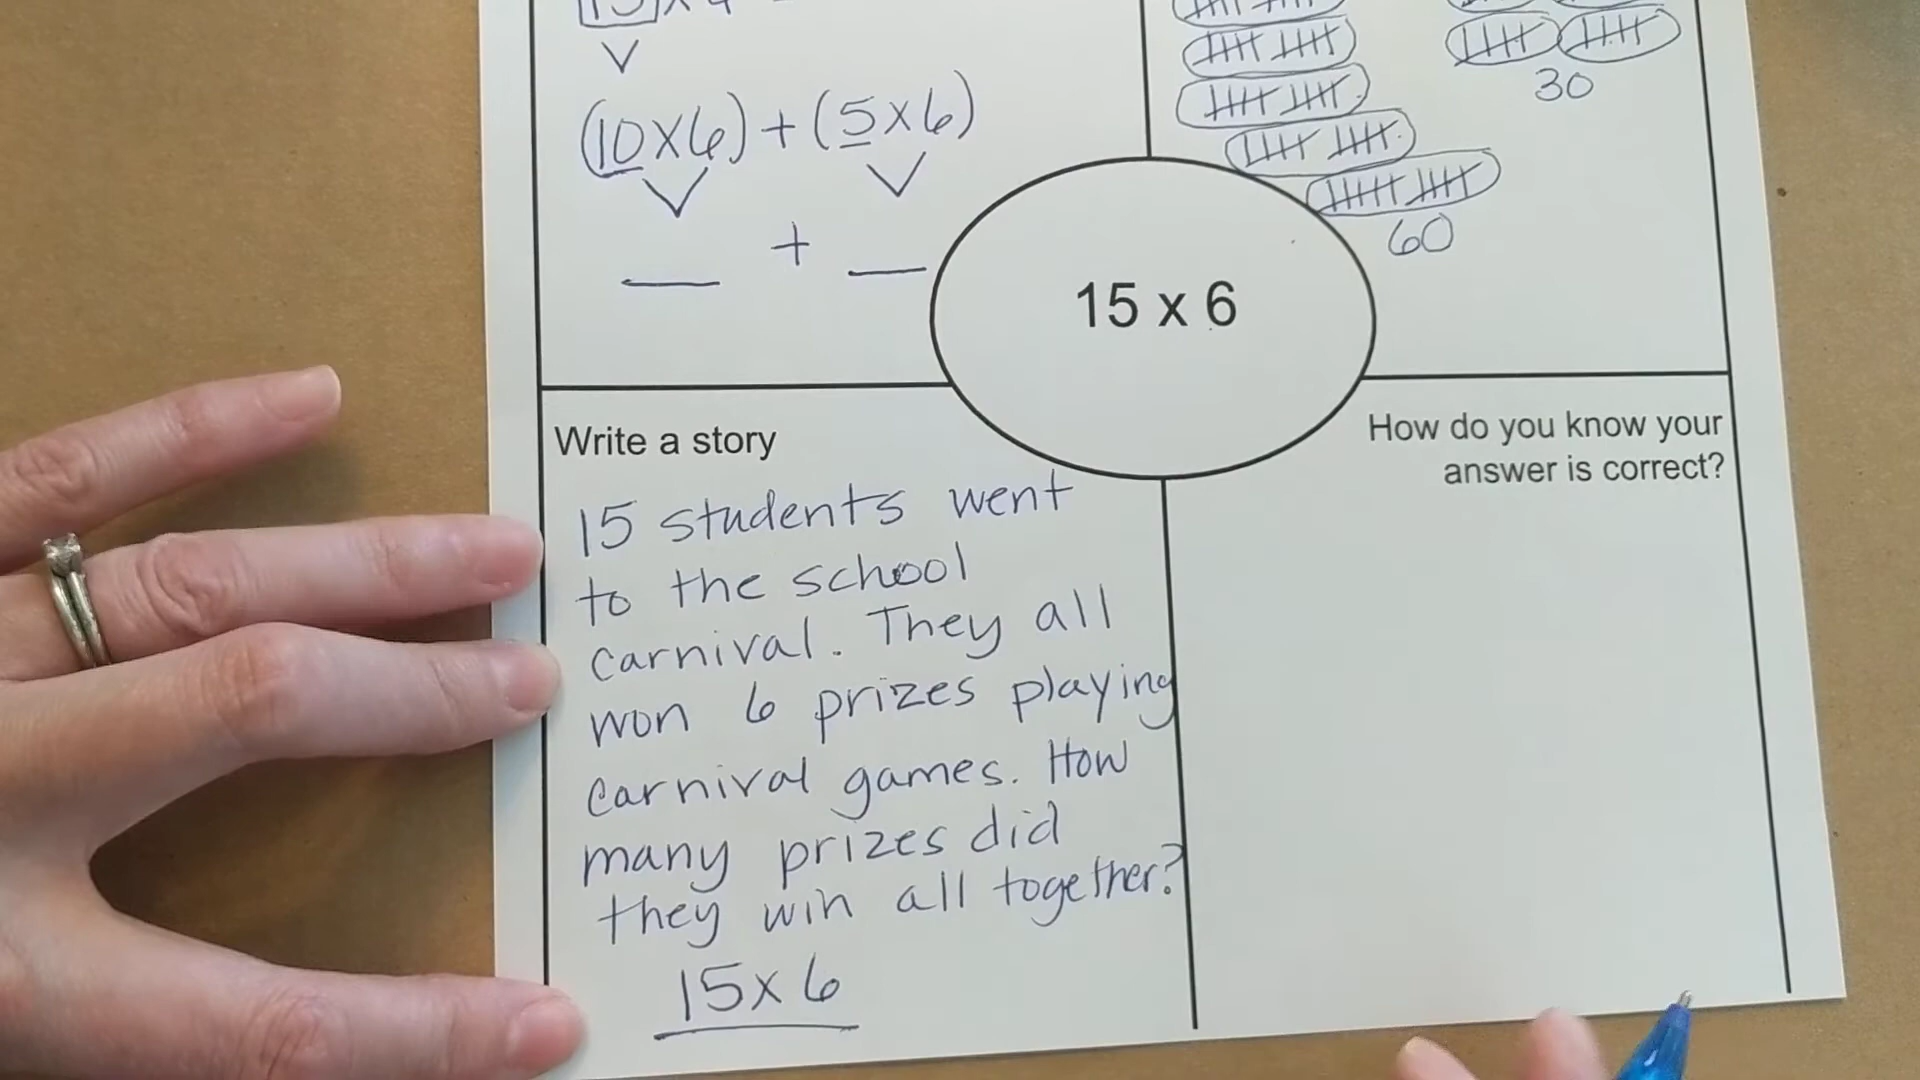 (10x6)+(5x6)
+
30
60
15 x 6
Write a story
15 students went
to the school
carnival. They all
won 6 prizes playing
carnival games. How
many prizes did
they win all together?
15x6
How do you know your
answer is correct?